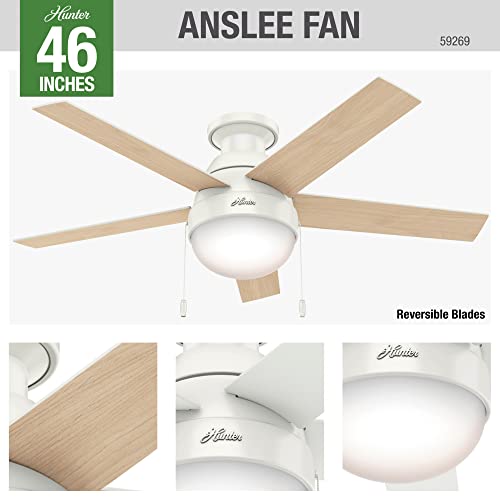 Hunter
46
INCHES
ANSLEE FAN
59269
Hunter
Reversible Blades
Hunter
Hunter